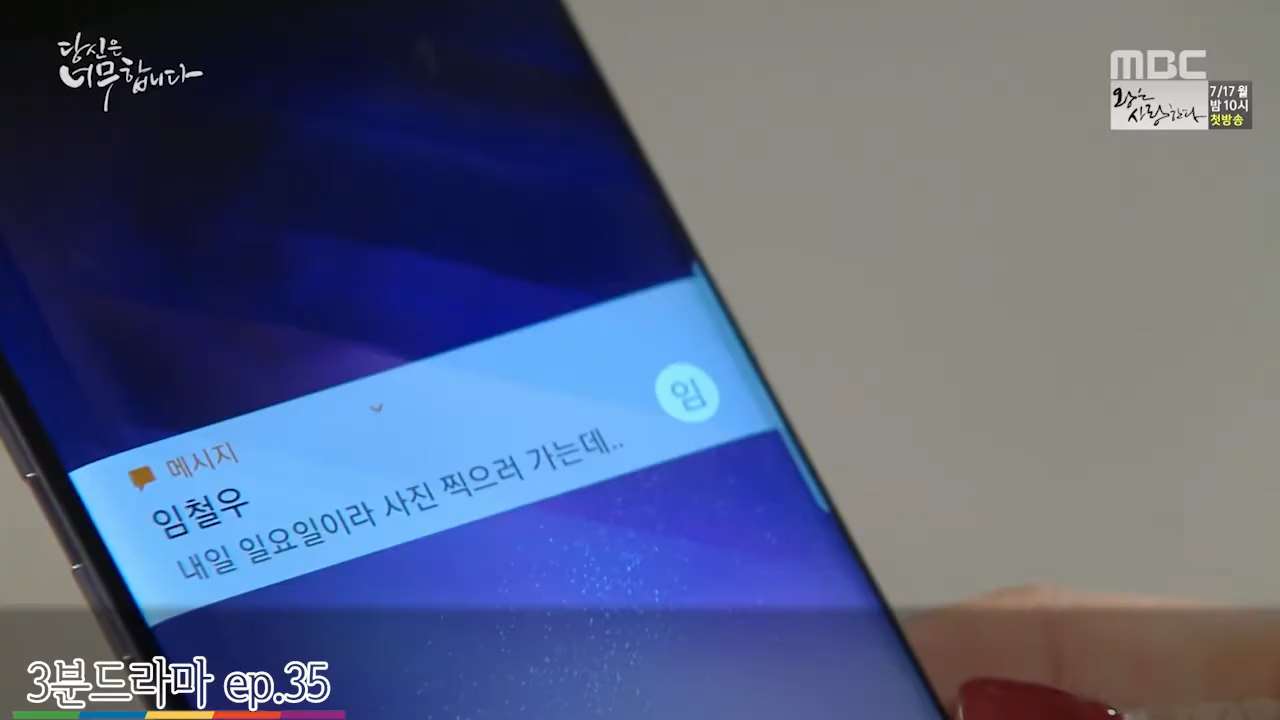 당신은
너무합니다
MBC
왕은
사랑한다
7/17 월
밤 10시
첫방송
임
메시지
임철우
내일 일요일이라 사진 찍으러 가는데..
3분드라마 ep.35